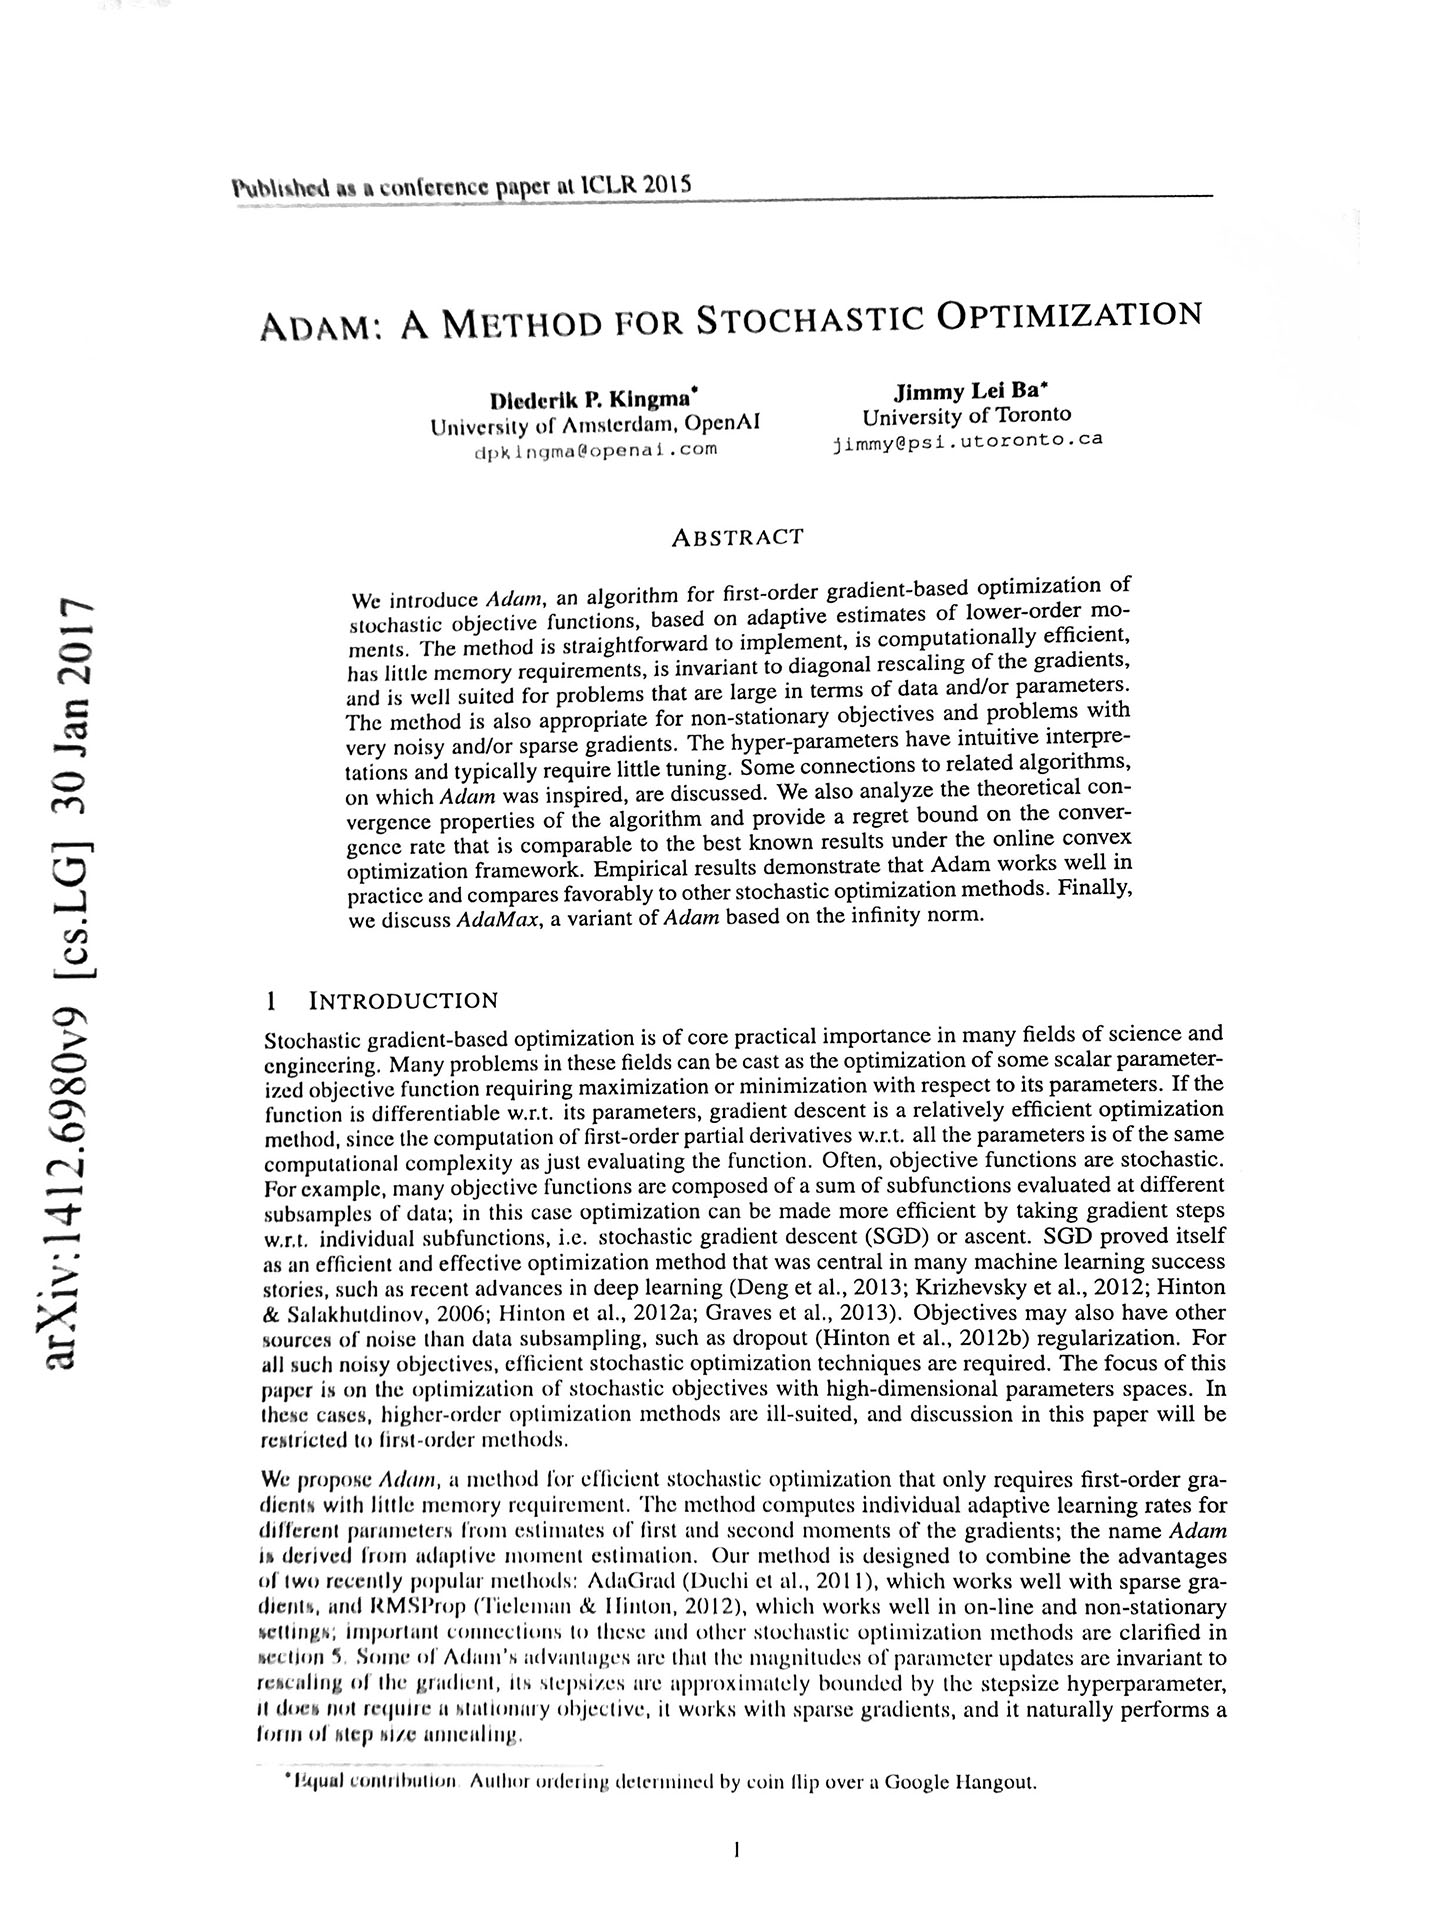 Published as a conference paper at ICLR 2015
ADAM: A METHOD FOR STOCHASTIC OPTIMIZATION
Diederik P. Kingma*
University of Amsterdam, OpenAI
dpkingma@openai.com
Jimmy Lei Ba*
University of Toronto
jimmy@psi.utoronto.ca
ABSTRACT
We introduce Adam, an algorithm for first-order gradient-based optimization of
stochastic objective functions, based on adaptive estimates of lower-order mo-
ments. The method is straightforward to implement, is computationally efficient,
has little memory requirements, is invariant to diagonal rescaling of the gradients,
and is well suited for problems that are large in terms of data and/or parameters.
The method is also appropriate for non-stationary objectives and problems with
very noisy and/or sparse gradients. The hyper-parameters have intuitive interpre-
tations and typically require little tuning. Some connections to related algorithms,
on which Adam was inspired, are discussed. We also analyze the theoretical con-
vergence properties of the algorithm and provide a regret bound on the conver-
gence rate that is comparable to the best known results under the online convex
optimization framework. Empirical results demonstrate that Adam works well in
practice and compares favorably to other stochastic optimization methods. Finally,
we discuss AdaMax, a variant of Adam based on the infinity norm.
1 INTRODUCTION
Stochastic gradient-based optimization is of core practical importance in many fields of science and
engineering. Many problems in these fields can be cast as the optimization of some scalar parameter-
ized objective function requiring maximization or minimization with respect to its parameters. If the
function is differentiable w.r.t. its parameters, gradient descent is a relatively efficient optimization
method, since the computation of first-order partial derivatives w.r.t. all the parameters is of the same
computational complexity as just evaluating the function. Often, objective functions are stochastic.
For example, many objective functions are composed of a sum of subfunctions evaluated at different
subsamples of data; in this case optimization can be made more efficient by taking gradient steps
w.r.t. individual subfunctions, i.e. stochastic gradient descent (SGD) or ascent. SGD proved itself
as an efficient and effective optimization method that was central in many machine learning success
stories, such as recent advances in deep learning (Deng et al., 2013; Krizhevsky et al., 2012; Hinton
& Salakhutdinov, 2006; Hinton et al., 2012a; Graves et al., 2013). Objectives may also have other
sources of noise than data subsampling, such as dropout (Hinton et al., 2012b) regularization. For
all such noisy objectives, efficient stochastic optimization techniques are required. The focus of this
paper is on the optimization of stochastic objectives with high-dimensional parameters spaces. In
these cases, higher-order optimization methods are ill-suited, and discussion in this paper will be
restricted to first-order methods.
We propose Adam, a method for efficient stochastic optimization that only requires first-order gra-
dients with little memory requirement. The method computes individual adaptive learning rates for
different parameters from estimates of first and second moments of the gradients; the name Adam
is derived from adaptive moment estimation. Our method is designed to combine the advantages
of two recently popular methods: AdaGrad (Duchi et al., 2011), which works well with sparse gra-
dients, and RMSProp (Tieleman & Hinton, 2012), which works well in on-line and non-stationary
settings; important connections to these and other stochastic optimization methods are clarified in
section 5. Some of Adam's advantages are that the magnitudes of parameter updates are invariant to
rescaling of the gradient, its stepsizes are approximately bounded by the stepsize hyperparameter,
it does not require a stationary objective, it works with sparse gradients, and it naturally performs a
form of step size annealing.
*Equal contribution. Author ordering determined by coin flip over a Google Hangout.
1
arXiv:1412.6980v9 [cs.LG] 30 Jan 2017